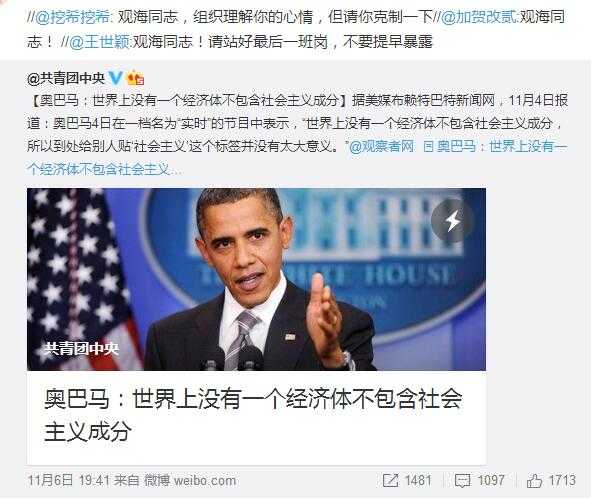 //@挖希挖希: 观海同志，组织理解你的心情，但请你克制一下//@加贺改贰:观海同
志！ //@王世颖:观海同志！请站好最后一班岗，不要提早暴露
@共青团中央
【奥巴马：世界上没有一个经济体不包含社会主义成分】据美媒布赖特巴特新闻网，11月4日报
道：奥巴马4日在一档名为“实时”的节目中表示，“世界上没有一个经济体不包含社会主义成分，
所以到处给别人贴‘社会主义’这个标签并没有太大意义。”@观察者网 奥巴马：世界上没有一
个经济体不包含社会主义…
THE WHITE HOUSE
共青团中央
奥巴马：世界上没有一个经济体不包含社会
主义成分
11月6日 19:41 来自 微博 weibo.com 1481 1097 1713